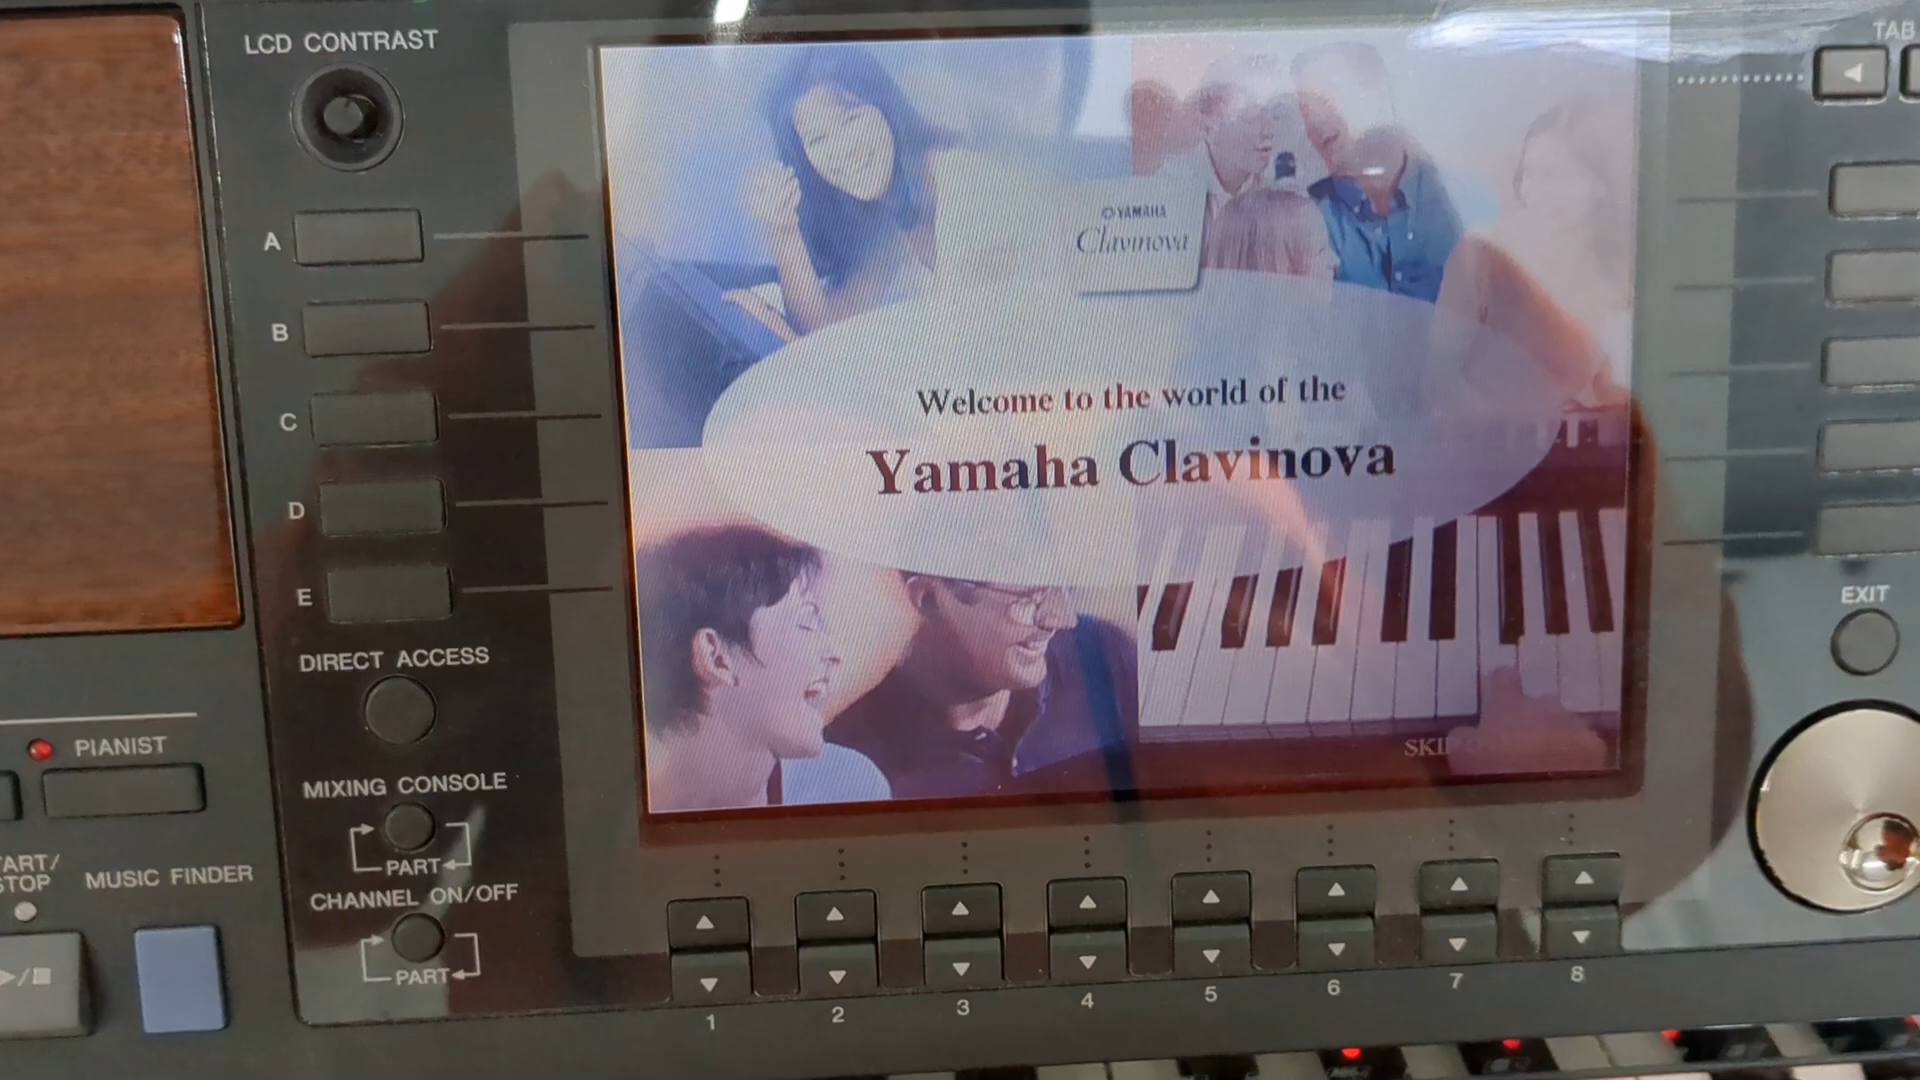 LCD CONTRAST
TAB
A
B
C
D
E
YAMAHA
Clavinova
Welcome to the world of the
Yamaha Clavinova
EXIT
DIRECT ACCESS
PIANIST
MIXING CONSOLE
PART
MUSIC FINDER
CHANNEL ON/OFF
PART
1 2 3 4 5 6 7 8